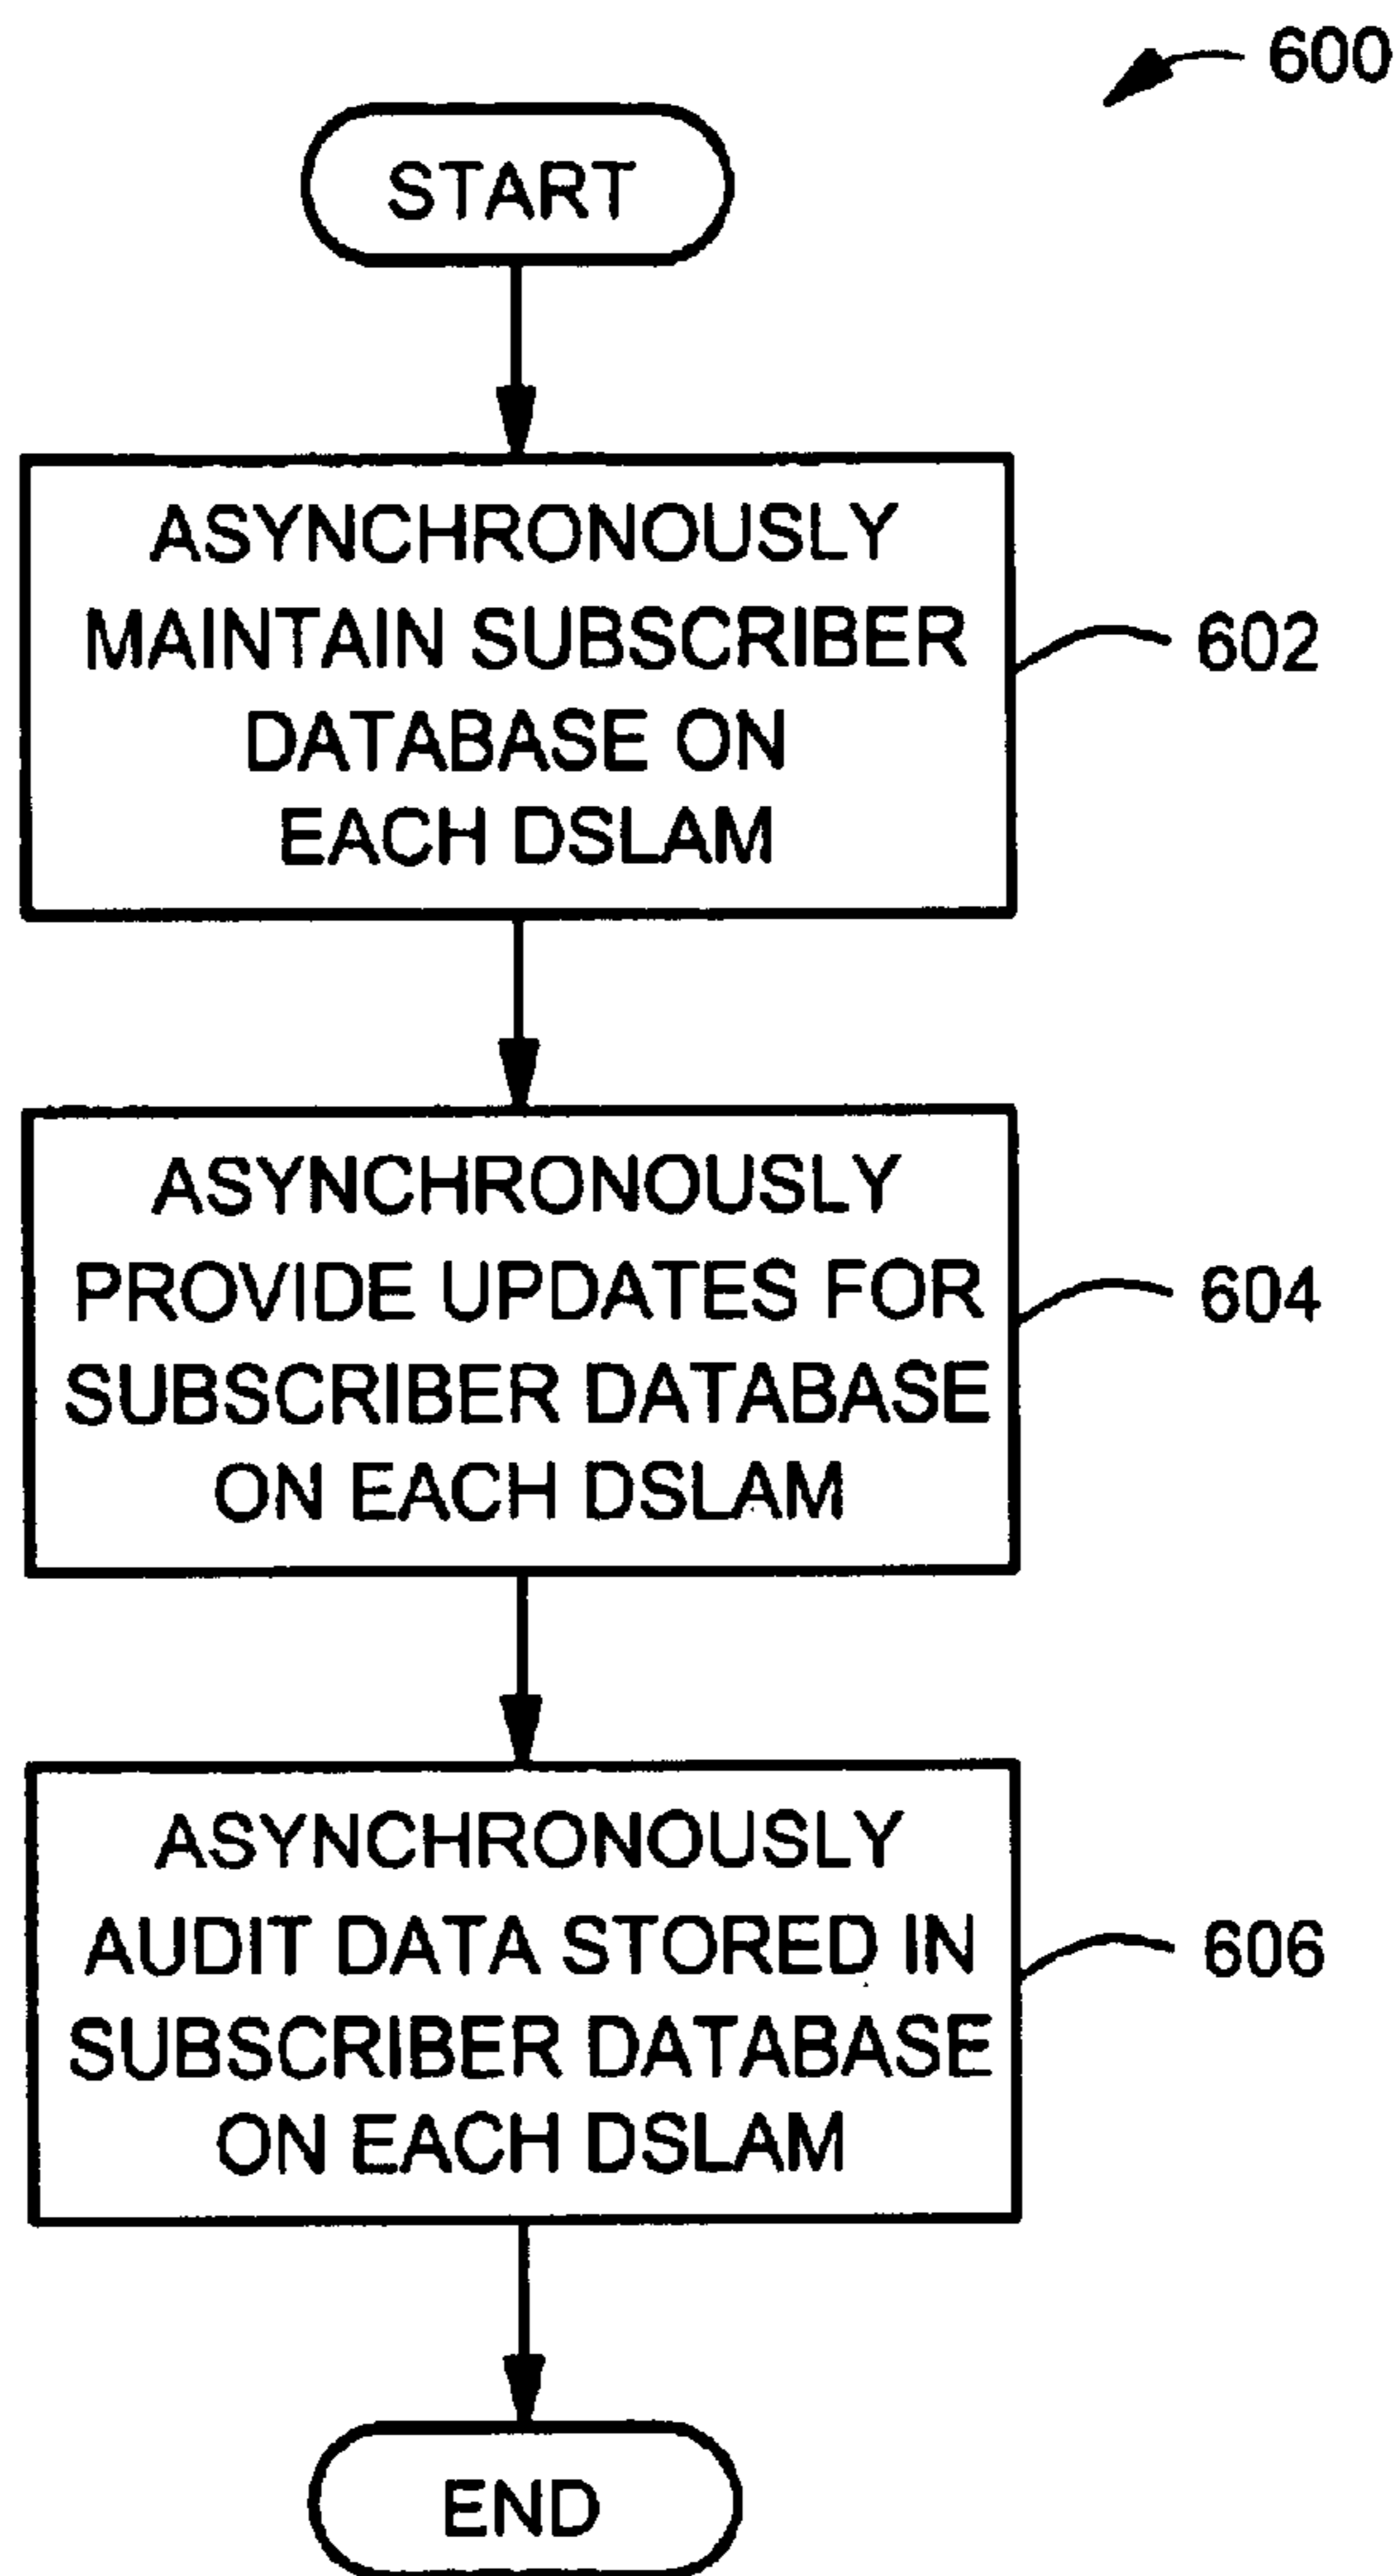 600
START
ASYNCHRONOUSLY
MAINTAIN SUBSCRIBER
DATABASE ON
EACH DSLAM
602
ASYNCHRONOUSLY
PROVIDE UPDATES FOR
SUBSCRIBER DATABASE
ON EACH DSLAM
604
ASYNCHRONOUSLY
AUDIT DATA STORED IN
SUBSCRIBER DATABASE
ON EACH DSLAM
606
END